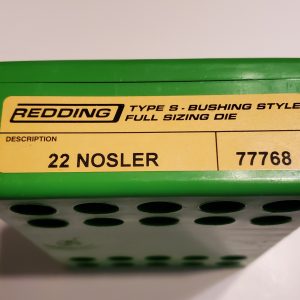 REDDING TYPE S - BUSHING STYLE
FULL SIZING DIE
DESCRIPTION
22 NOSLER 77768